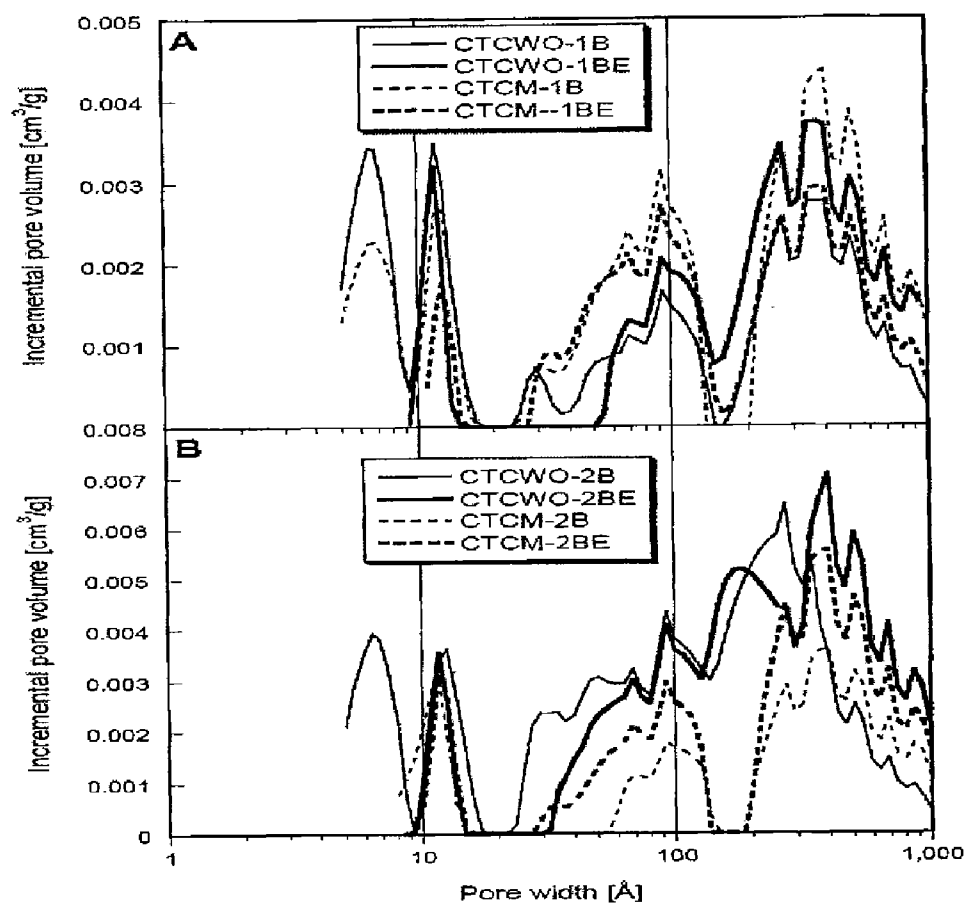 A
CTCWO-1B
CTCWO-1BE
CTCM-1B
CTCM--1BE
0.005
0.004
0.003
0.002
0.001
Incremental pore volume [cm³/g]
B
CTCWO-2B
CTCWO-2BE
CTCM-2B
CTCM-2BE
0.008
0.007
0.006
0.005
0.004
0.003
0.002
0.001
0
Incremental pore volume [cm³/g]
1 10 100 1,000
Pore width [Å]